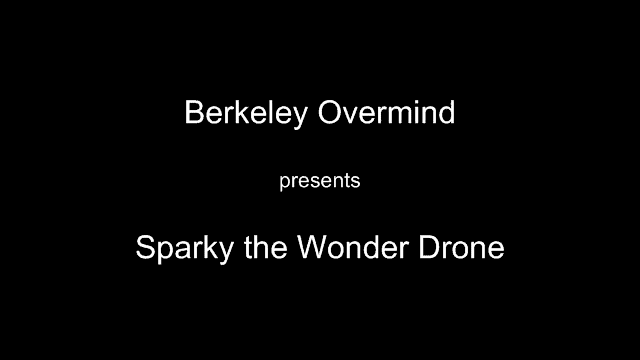 Berkeley Overmind
presents
Sparky the Wonder Drone